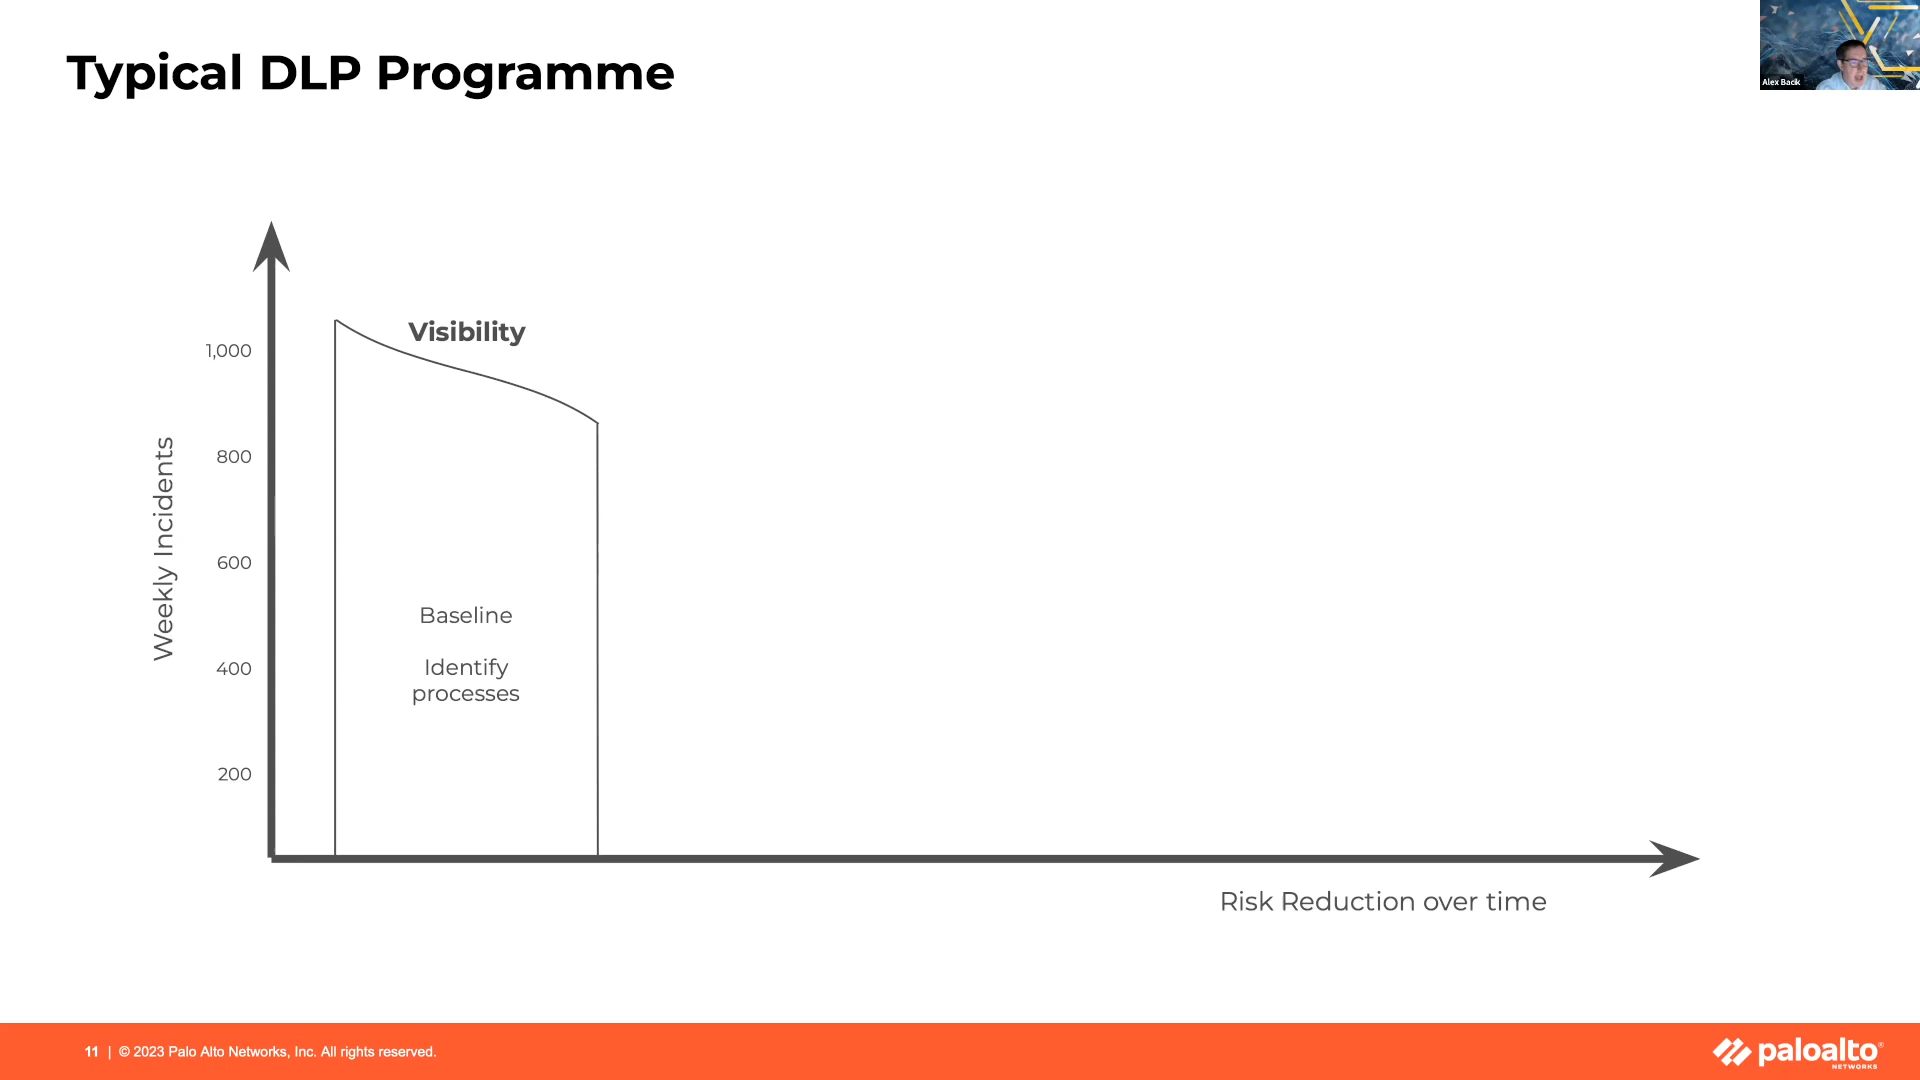 Typical DLP Programme
Alex Bacik
Visibility
1,000
800
600
400
200
Weekly Incidents
Baseline
Identify
processes
Risk Reduction over time
11 | © 2023 Palo Alto Networks, Inc. All rights reserved.
paloalto®
NETWORKS